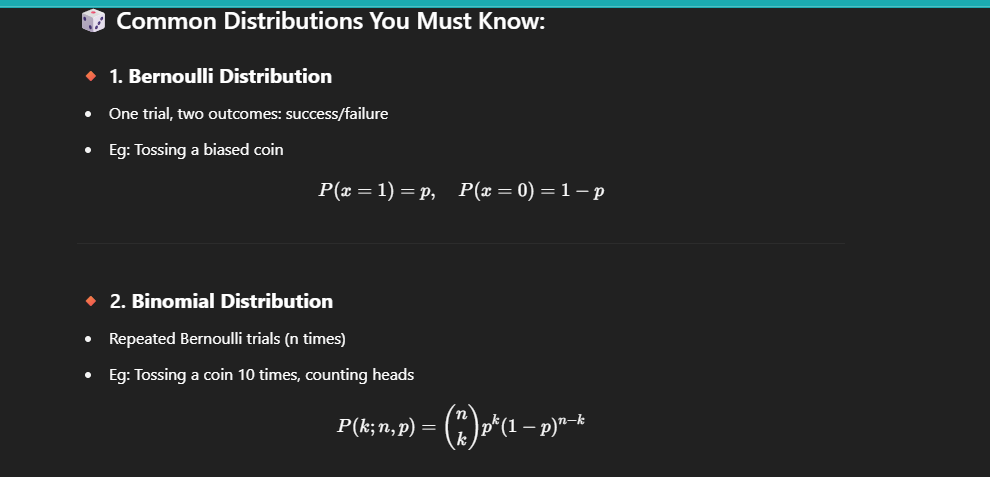 🎲 Common Distributions You Must Know:
🔸 1. Bernoulli Distribution
• One trial, two outcomes: success/failure
• Eg: Tossing a biased coin
P(x = 1) = p, P(x = 0) = 1 − p
🔸 2. Binomial Distribution
• Repeated Bernoulli trials (n times)
• Eg: Tossing a coin 10 times, counting heads
P(k; n, p) = \binom{n}{k} p^k (1 − p)^{n−k}